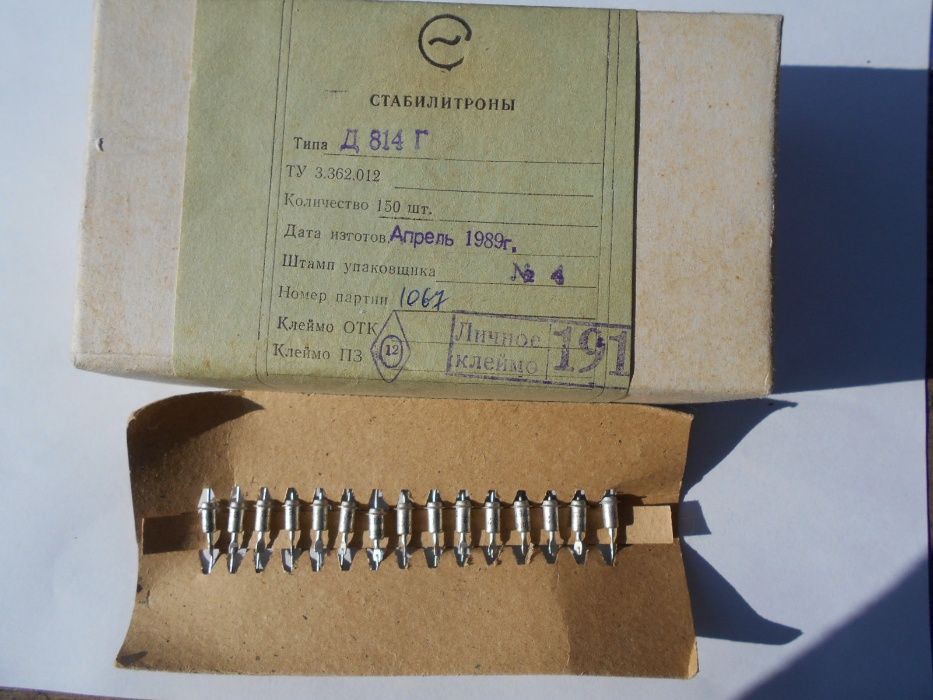 СТАБИЛИТРОНЫ
Типа Д 814 Г
ТУ 3.362.012
Количество 150 шт.
Дата изготов. Апрель 1989г.
Штамп упаковщика № 4
Номер партии 1067
Клеймо ОТК
Клеймо ПЗ 12
Личное клеймо 191